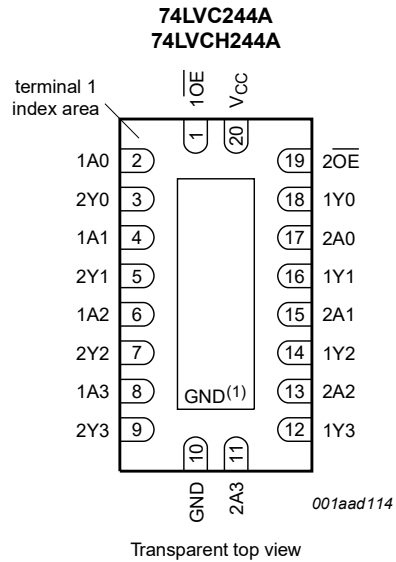 74LVC244A
74LVCH244A
terminal 1
index area
1OE
VCC
1
20
1A0 2 19 2OE
2Y0 3 18 1Y0
1A1 4 17 2A0
2Y1 5 16 1Y1
1A2 6 15 2A1
2Y2 7 14 1Y2
1A3 8 13 2A2
2Y3 9 12 1Y3
GND(1)
10
11
GND
2A3
001aad114
Transparent top view